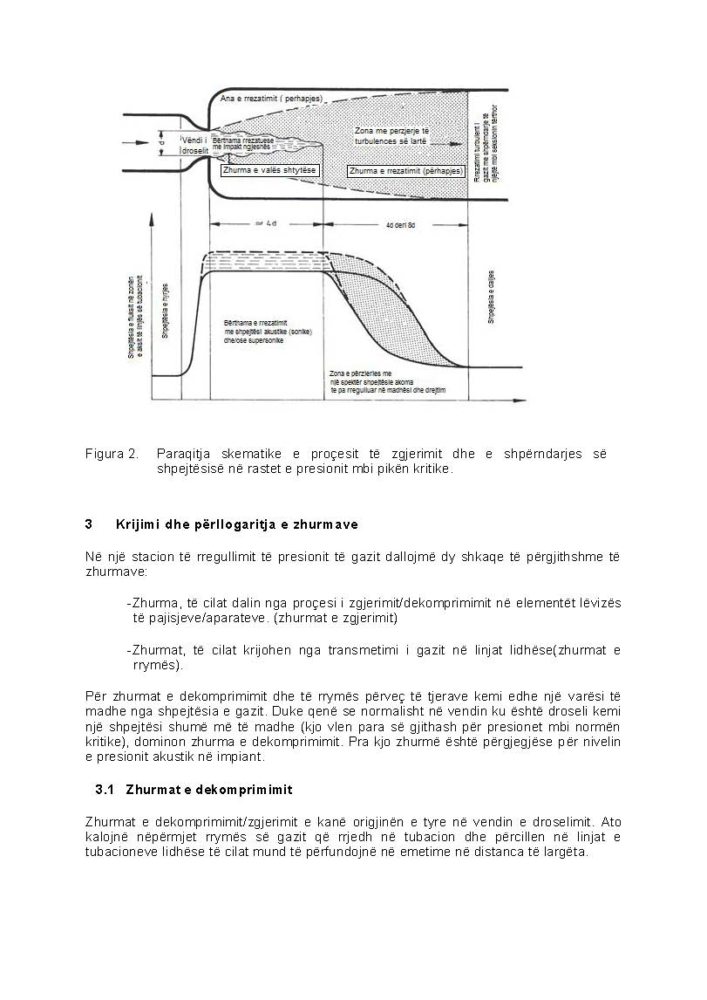 Ana e rrezatimit ( perhapjes)
Vëndi i
droselit
Bërthama rrezatuese
me impakt ngjeshës
d
Zona me perzjerje të
turbulences së lartë
Zhurma e valës shtytëse
Zhurma e rrezatimit (përhapjes)
Rrezatimi turbulent i
gazit me shpërndarje të
njejtë mbi seksionin tërthor
≈ 4d
4d deri 8d
Shpejtësia e fluksit në zonën
e aksit të linjës së tubacionit
Shpejtësia e hyrjes
Bërthama e rrezatimit
me shpejtësi akustike (sonike)
dhe/ose supersonike
Zona e përzierles me
një spektër shpejtësie akoma
te pa rregulluar në madhësi dhe drejtim
Shpejtësia e daljes
Figura 2. Paraqitja skematike e proçesit të zgjerimit dhe e shpërndarjes së
shpejtësisë në rastet e presionit mbi pikën kritike.
3 Krijimi dhe përllogaritja e zhurmave
Në një stacion të rregullimit të presionit të gazit dallojmë dy shkaqe të përgjithshme të
zhurmave:
-Zhurma, të cilat dalin nga proçesi i zgjerimit/dekomprimimit në elementët lëvizës
të pajisjeve/aparateve. (zhurmat e zgjerimit)
-Zhurmat, të cilat krijohen nga transmetimi i gazit në linjat lidhëse(zhurmat e
rrymës).
Për zhurmat e dekomprimimit dhe të rrymës përveç të tjerave kemi edhe një varësi të
madhe nga shpejtësia e gazit. Duke qenë se normalisht në vendin ku është droseli kemi
një shpejtësi shumë më të madhe (kjo vlen para së gjithash për presionet mbi normën
kritike), dominon zhurma e dekomprimimit. Pra kjo zhurmë është përgjegjëse për nivelin
e presionit akustik në impiant.
3.1 Zhurmat e dekomprimimit
Zhurmat e dekomprimimit/zgjerimit e kanë origjinën e tyre në vendin e droselimit. Ato
kalojnë nëpërmjet rrymës së gazit që rrjedh në tubacion dhe përcillen në linjat e
tubacioneve lidhëse të cilat mund të përfundojnë në emetime në distanca të largëta.